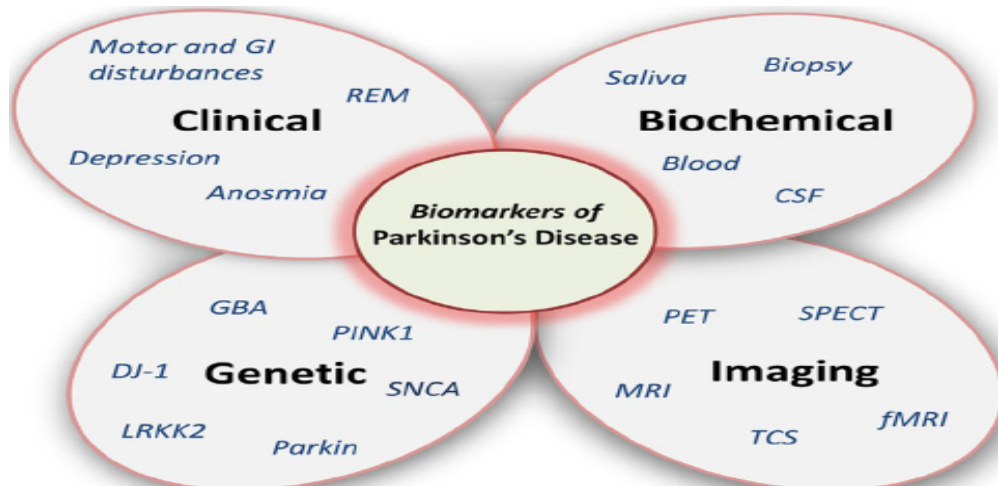 Motor and GI
disturbances
REM
Clinical
Depression
Anosmia
Saliva
Biopsy
Biochemical
Blood
CSF
Biomarkers of
Parkinson's Disease
GBA
PINK1
DJ-1
Genetic
SNCA
LRKK2
Parkin
PET
SPECT
Imaging
MRI
fMRI
TCS